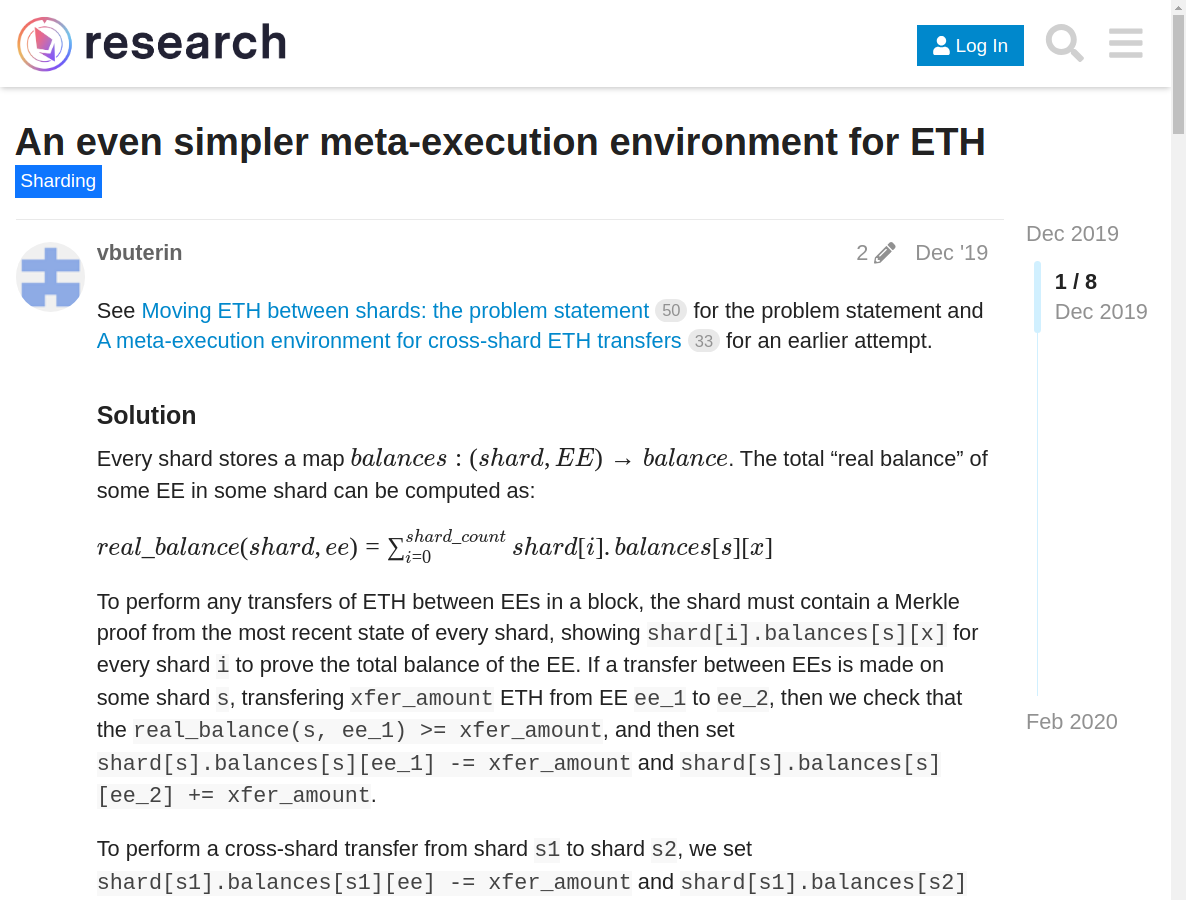 research
Log In
An even simpler meta-execution environment for ETH
Sharding
vbuterin
2
Dec '19
See Moving ETH between shards: the problem statement 50 for the problem statement and
A meta-execution environment for cross-shard ETH transfers 33 for an earlier attempt.
Solution
Every shard stores a map balances : (shard, EE) → balance. The total “real balance” of
some EE in some shard can be computed as:
real_balance(shard, ee) = ∑_{i=0}^{shard_count} shard[i].balances[s][x]
To perform any transfers of ETH between EEs in a block, the shard must contain a Merkle
proof from the most recent state of every shard, showing shard[i].balances[s][x] for
every shard i to prove the total balance of the EE. If a transfer between EEs is made on
some shard s, transfering xfer_amount ETH from EE ee_1 to ee_2, then we check that
the real_balance(s, ee_1) >= xfer_amount, and then set
shard[s].balances[s][ee_1] -= xfer_amount and shard[s].balances[s]
[ee_2] += xfer_amount.
To perform a cross-shard transfer from shard s1 to shard s2, we set
shard[s1].balances[s1][ee] -= xfer_amount and shard[s1].balances[s2]
Dec 2019
1 / 8
Dec 2019
Feb 2020